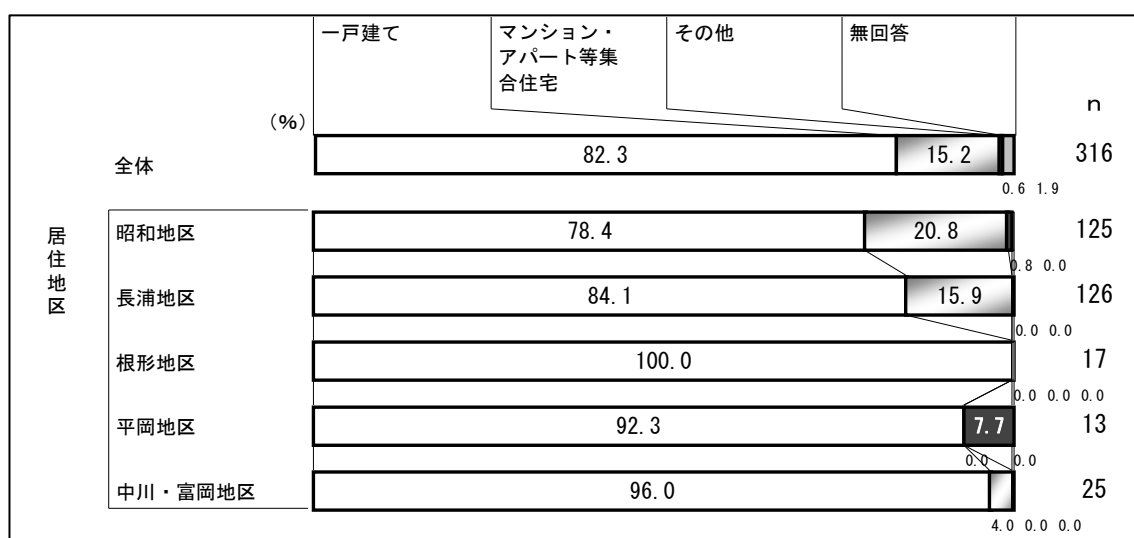 一戸建て
マンション・
アパート等集
合住宅
その他
無回答
(%)
n
全体
82.3
15.2
316
0.6 1.9
居住地区
昭和地区
78.4
20.8
125
0.8 0.0
長浦地区
84.1
15.9
126
0.0 0.0
根形地区
100.0
17
0.0 0.0 0.0
平岡地区
92.3
7.7
13
0.0 0.0
中川・富岡地区
96.0
25
4.0 0.0 0.0